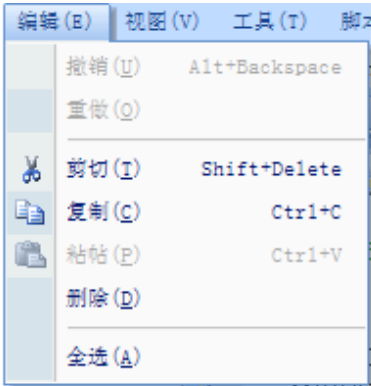 编辑(E) 视图(V) 工具(T) 脚本
撤销(U) Alt+Backspace
重做(O)
剪切(T) Shift+Delete
复制(C) Ctrl+C
粘帖(P) Ctrl+V
删除(D)
全选(A)